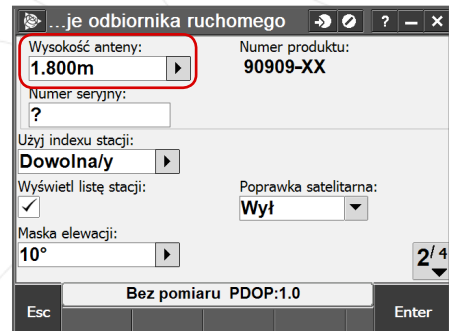 ...je odbiornika ruchomego ? – ×
Wysokość anteny: Numer produktu:
1.800m 90909-XX
Numer seryjny:
?
Użyj indexu stacji:
Dowolna/y
Wyświetl listę stacji: Poprawka satelitarna:
Wył
Maska elewacji:
10° 2/4
Bez pomiaru PDOP:1.0
Esc Enter